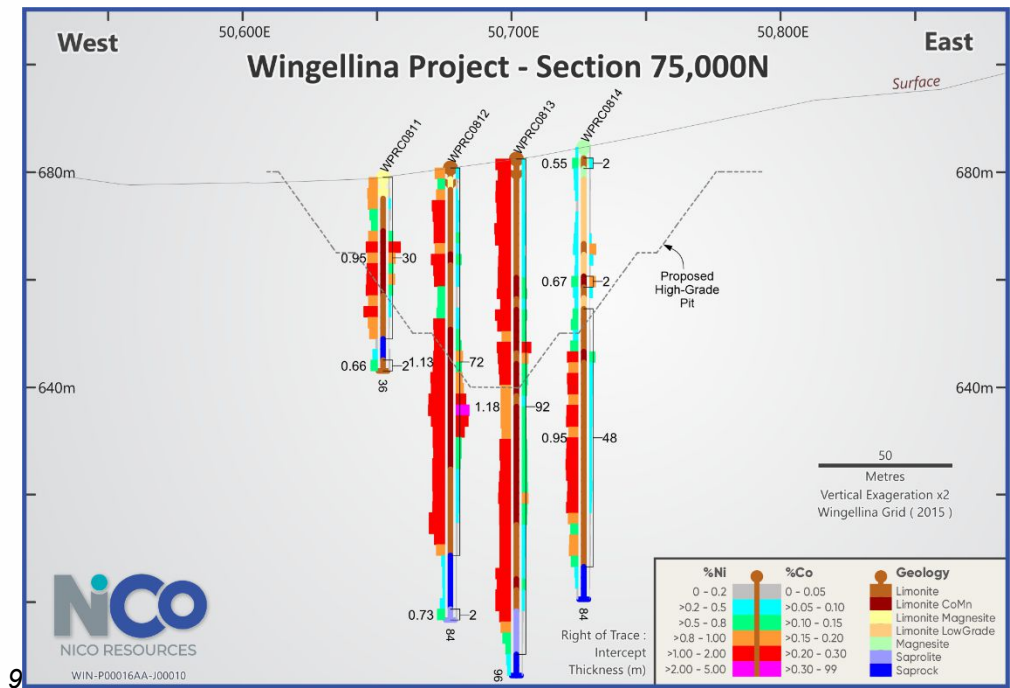 50,600E 50,700E 50,800E
West East
Wingellina Project - Section 75,000N
Surface
WPRC0811
WPRC0812
WPRC0813
WPRC0814
680m 680m
0.55 2
0.95 30
0.67 2
Proposed
High-Grade
Pit
0.66 2 1.13 72
36
640m 640m
1.18 92
0.95 48
50
Metres
Vertical Exageration x2
Wingellina Grid ( 2015 )
0.73 2
84
84
96
NiCo
NICO RESOURCES
WIN-P00016AA-J00010
Right of Trace :
Intercept
Thickness (m)
%Ni %Co Geology
0 - 0.2 0 - 0.05 Limonite
>0.2 - 0.5 >0.05 - 0.10 Limonite CoMn
>0.5 - 0.8 >0.10 - 0.15 Limonite Magnesite
>0.8 - 1.00 >0.15 - 0.20 Limonite LowGrade
>1.00 - 2.00 >0.20 - 0.30 Magnesite
>2.00 - 5.00 >0.30 - 99 Saprolite
Saprock
9